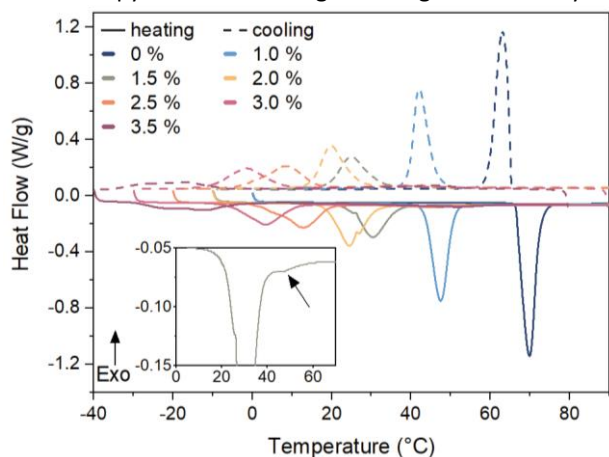 heating cooling
0 % 1.0 %
1.5 % 2.0 %
2.5 % 3.0 %
3.5 %
1.2
0.8
0.4
0.0
-0.4
-0.8
-1.2
Heat Flow (W/g)
-0.05
-0.10
-0.15
0 20 40 60
Exo
-40 -20 0 20 40 60 80
Temperature (°C)